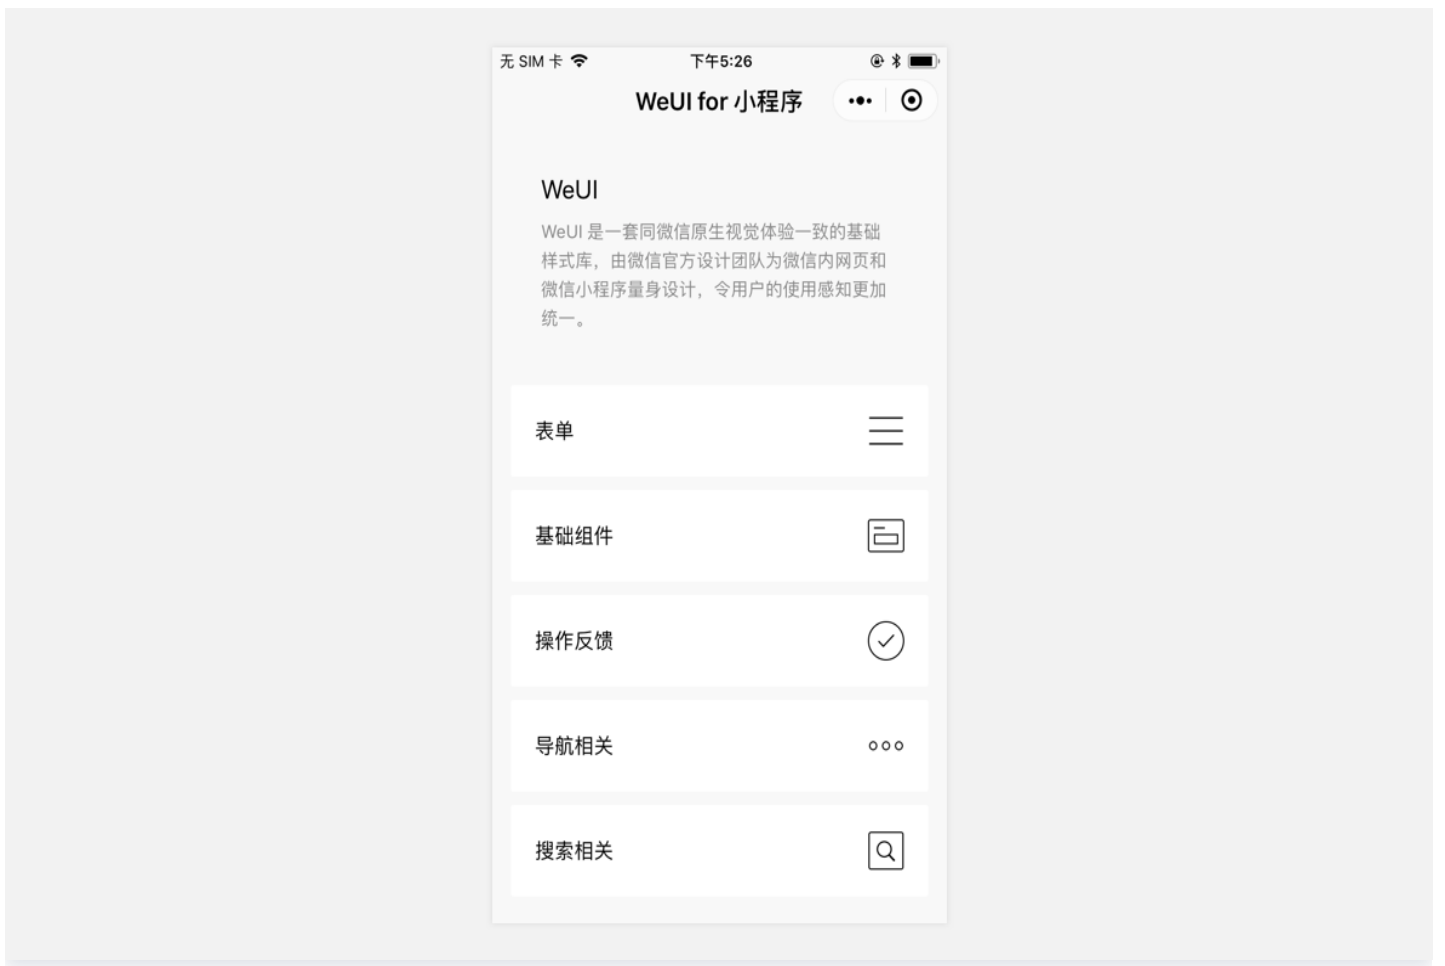 无 SIM 卡
下午5:26
WeUI for 小程序
WeUI
WeUI 是一套同微信原生视觉体验一致的基础
样式库，由微信官方设计团队为微信内网页和
微信小程序量身设计，令用户的使用感知更加
统一。
表单
基础组件
操作反馈
导航相关
搜索相关